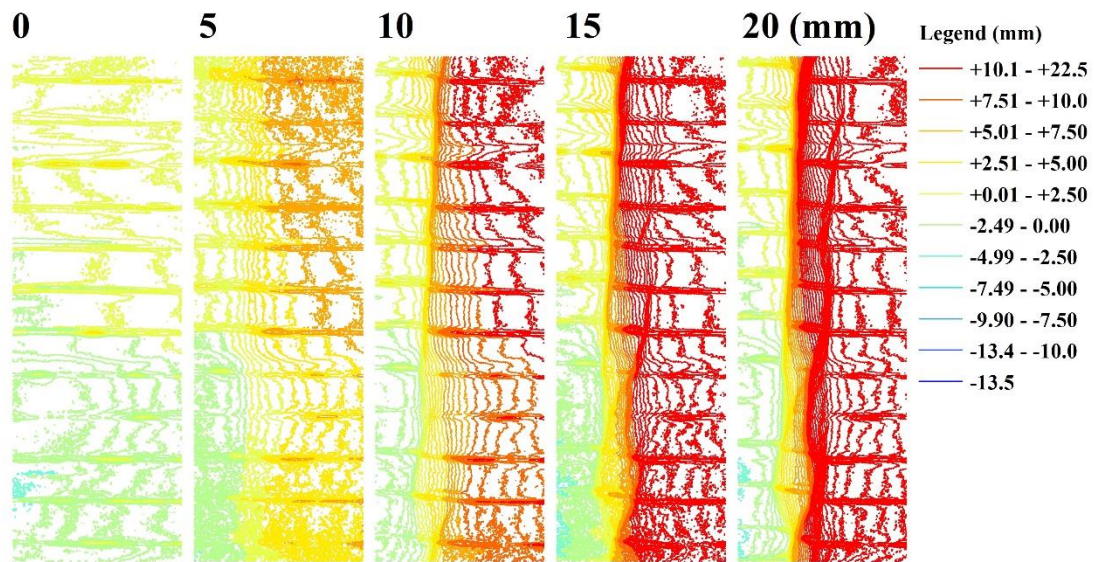 0 5 10 15 20 (mm)
Legend (mm)
+10.1 - +22.5
+7.51 - +10.0
+5.01 - +7.50
+2.51 - +5.00
+0.01 - +2.50
-2.49 - 0.00
-4.99 - -2.50
-7.49 - -5.00
-9.90 - -7.50
-13.4 - -10.0
-13.5